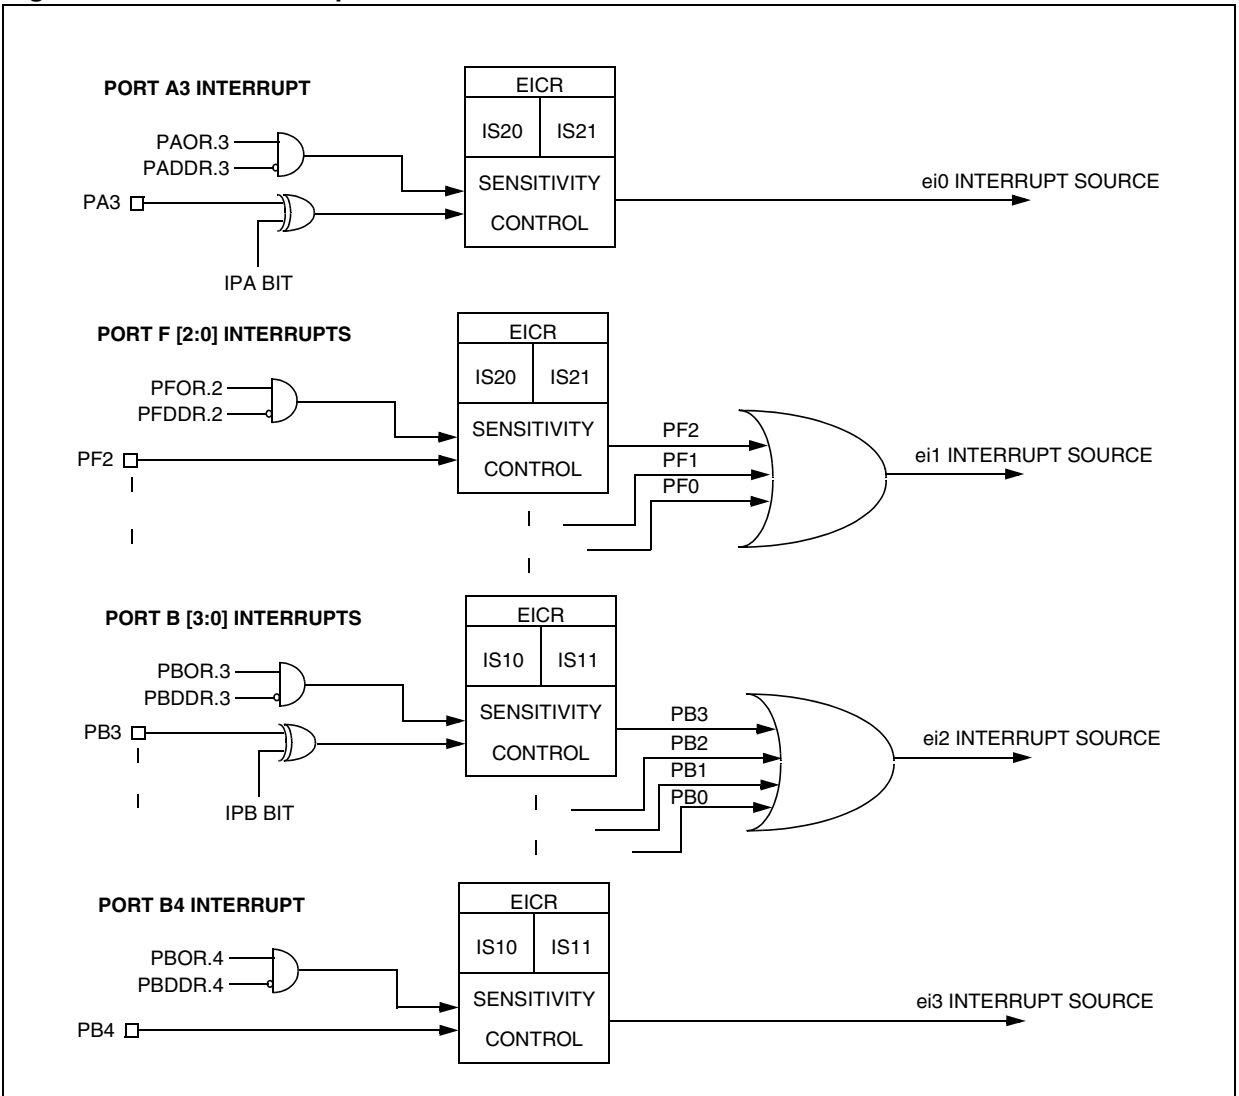 PORT A3 INTERRUPT
EICR
IS20 IS21
PAOR.3
PADDR.3
SENSITIVITY
CONTROL
PA3
IPA BIT
ei0 INTERRUPT SOURCE
PORT F [2:0] INTERRUPTS
EICR
IS20 IS21
PFOR.2
PFDDR.2
SENSITIVITY
CONTROL
PF2
PF2
PF1
PF0
ei1 INTERRUPT SOURCE
PORT B [3:0] INTERRUPTS
EICR
IS10 IS11
PBOR.3
PBDDR.3
SENSITIVITY
CONTROL
PB3
IPB BIT
PB3
PB2
PB1
PB0
ei2 INTERRUPT SOURCE
PORT B4 INTERRUPT
EICR
IS10 IS11
PBOR.4
PBDDR.4
SENSITIVITY
CONTROL
PB4
ei3 INTERRUPT SOURCE